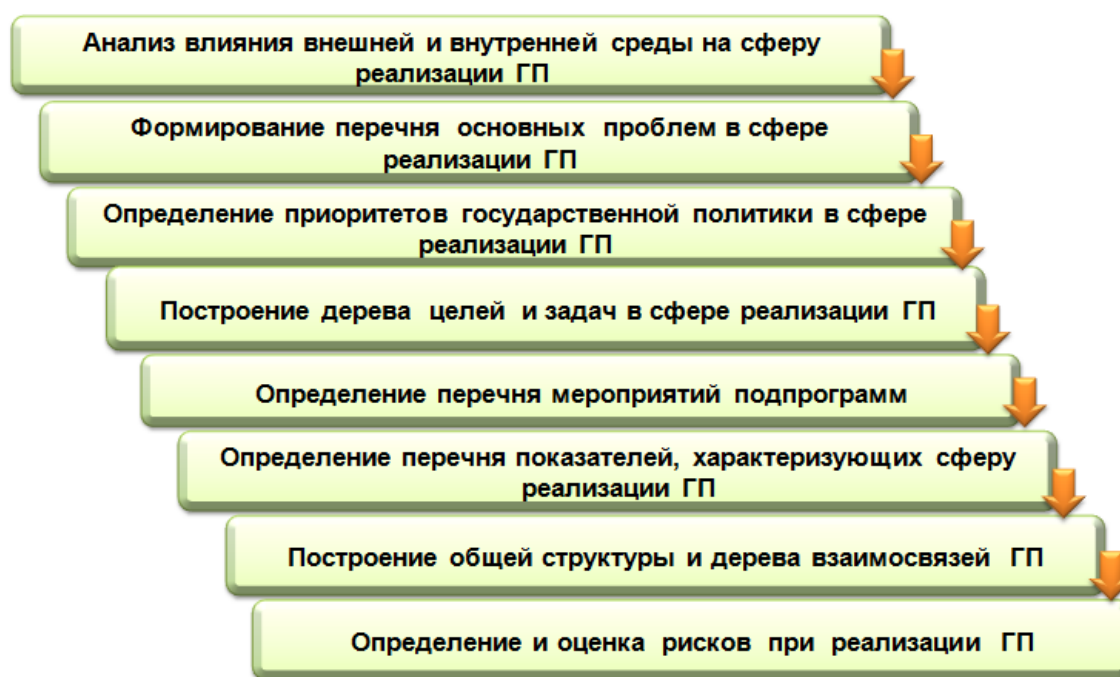 Анализ влияния внешней и внутренней среды на сферу
реализации ГП
Формирование перечня основных проблем в сфере
реализации ГП
Определение приоритетов государственной политики в сфере
реализации ГП
Построение дерева целей и задач в сфере реализации ГП
Определение перечня мероприятий подпрограмм
Определение перечня показателей, характеризующих сферу
реализации ГП
Построение общей структуры и дерева взаимосвязей ГП
Определение и оценка рисков при реализации ГП